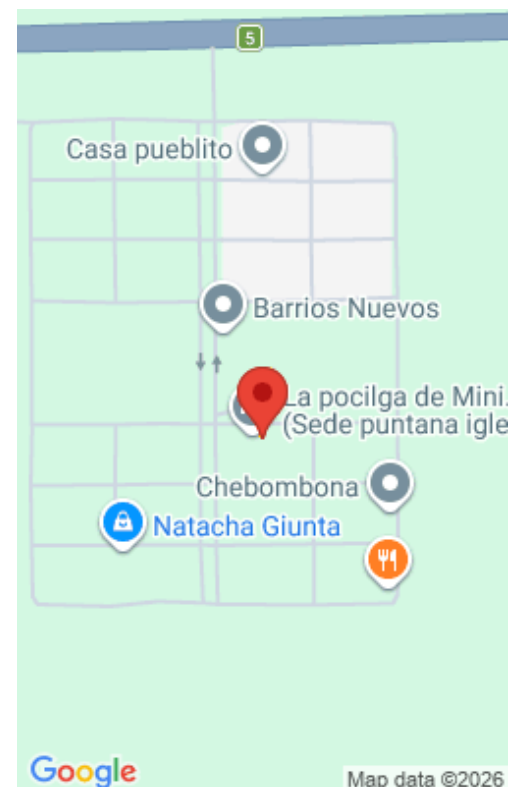 5
Casa pueblito
Barrios Nuevos
La pocilga de Mini.
(Sede puntana igle
Chebombona
Natacha Giunta
Google
Map data ©2026